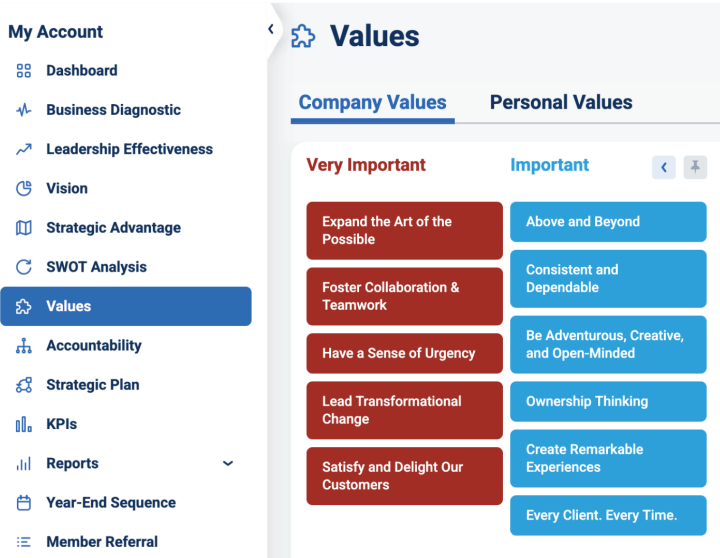 My Account
Dashboard
Business Diagnostic
Leadership Effectiveness
Vision
Strategic Advantage
SWOT Analysis
Values
Accountability
Strategic Plan
KPIs
Reports
Year-End Sequence
Member Referral
Values
Company Values
Personal Values
Very Important
Expand the Art of the
Possible
Foster Collaboration &
Teamwork
Have a Sense of Urgency
Lead Transformational
Change
Satisfy and Delight Our
Customers
Important
Above and Beyond
Consistent and
Dependable
Be Adventurous, Creative,
and Open-Minded
Ownership Thinking
Create Remarkable
Experiences
Every Client. Every Time.